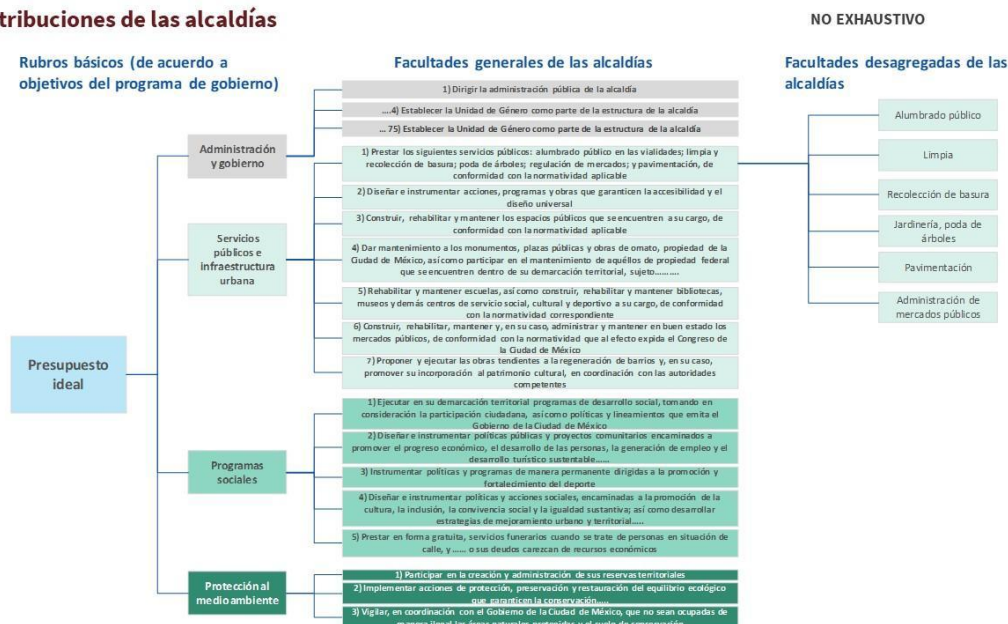 tribuciones de las alcaldías
NO EXHAUSTIVO
Rubros básicos (de acuerdo a
objetivos del programa de gobierno)
Facultades generales de las alcaldías
Facultades desagregadas de las
alcaldías
Presupuesto
ideal
Administración
y gobierno
1) Dirigir la administración pública de la alcaldía
....4) Establecer la Unidad de Género como parte de la estructura de la alcaldía
... 75) Establecer la Unidad de Género como parte de la estructura de la alcaldía
Servicios
públicos e
infraestructura
urbana
1) Prestar los siguientes servicios públicos: alumbrado público en las vialidades; limpia y
recolección de basura; poda de árboles; regulación de mercados; y pavimentación, de
conformidad con la normatividad aplicable
2) Diseñar e instrumentar acciones, programas y obras que garanticen la accesibilidad y el
diseño universal
3) Construir, rehabilitar y mantener los espacios públicos que se encuentren a su cargo, de
conformidad con la normatividad aplicable
4) Dar mantenimiento a los monumentos, plazas públicas y obras de ornato, propiedad de la
Ciudad de México, así como participar en el mantenimiento de aquéllos de propiedad federal
que se encuentren dentro de su demarcación territorial, sujeto..........
5) Rehabilitar y mantener escuelas, así como construir, rehabilitar y mantener bibliotecas,
museos y demás centros de servicio social, cultural y deportivo a su cargo, de conformidad
con la normatividad correspondiente
6) Construir, rehabilitar, mantener y, en su caso, administrar y mantener en buen estado los
mercados públicos, de conformidad con la normatividad que al efecto expida el Congreso de
la Ciudad de México
7) Proponer y ejecutar las obras tendientes a la regeneración de barrios y, en su caso,
promover su incorporación al patrimonio cultural, en coordinación con las autoridades
competentes
Alumbrado público
Limpia
Recolección de basura
Jardinería, poda de
árboles
Pavimentación
Administración de
mercados públicos
Programas
sociales
1) Ejecutar en su demarcación territorial programas de desarrollo social, tomando en
consideración la participación ciudadana, así como políticas y lineamientos que emita el
Gobierno de la Ciudad de México
2) Diseñar e instrumentar políticas públicas y proyectos comunitarios encaminados a
promover el progreso económico, el desarrollo de las personas, la generación de empleo y el
desarrollo turístico sustentable......
3) Instrumentar políticas y programas de manera permanente dirigidas a la promoción y
fortalecimiento del deporte
4) Diseñar e instrumentar políticas y acciones sociales, encaminadas a la promoción de la
cultura, la inclusión, la convivencia social y la igualdad sustantiva; así como desarrollar
estrategias de mejoramiento urbano y territorial.....
5) Prestar en forma gratuita, servicios funerarios cuando se trate de personas en situación de
calle, y ...... o sus deudos carezcan de recursos económicos
Protección al
medio ambiente
1) Participar en la creación y administración de sus reservas territoriales
2) Implementar acciones de protección, preservación y restauración del equilibrio ecológico
que garanticen la conservación.....
3) Vigilar, en coordinación con el Gobierno de la Ciudad de México, que no sean ocupadas de
manera ilegal las áreas naturales protegidas y el suelo de conservación